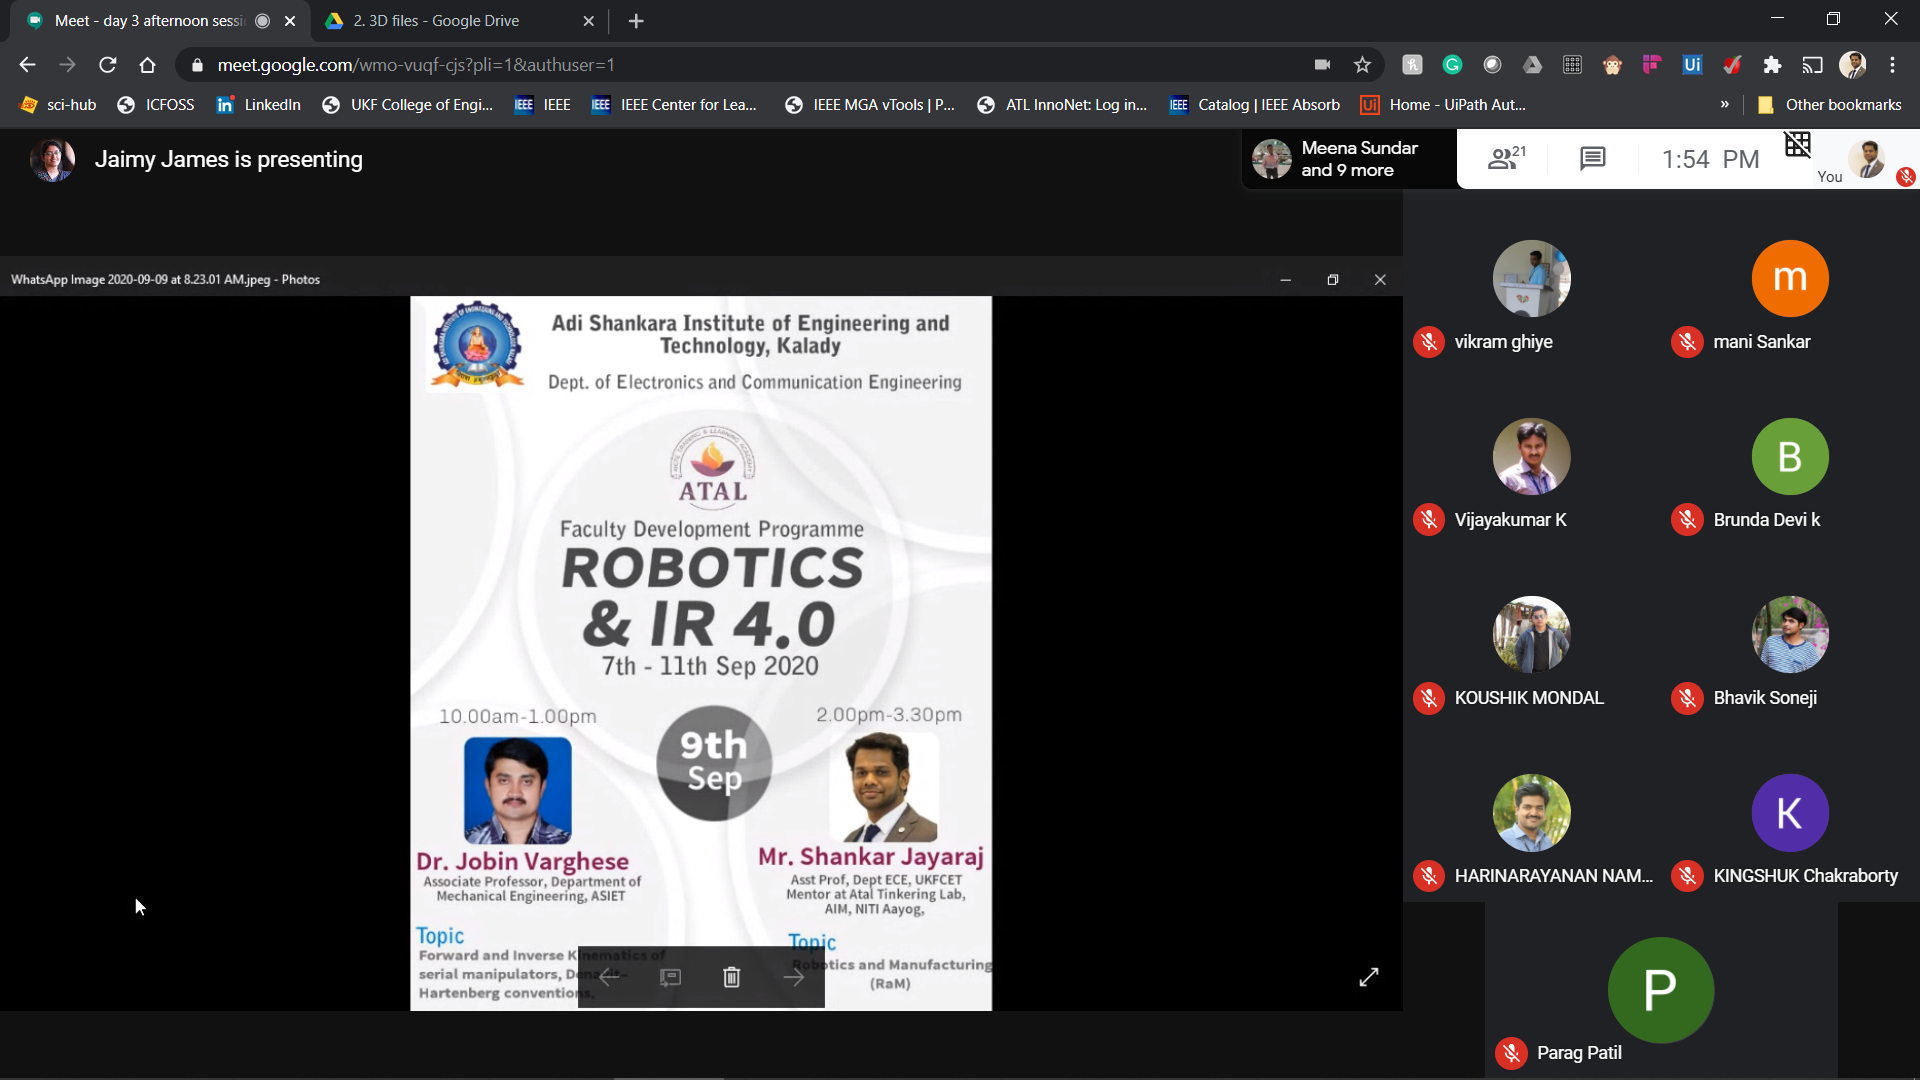 Meet - day 3 afternoon sessi
2. 3D files - Google Drive
meet.google.com/wmo-vuqf-cjs?pli=1&authuser=1
sci-hub
ICFOSS
LinkedIn
UKF College of Engi...
IEEE
IEEE
IEEE
IEEE Center for Lea...
IEEE MGA vTools | P...
ATL InnoNet: Log in...
IEEE
Catalog | IEEE Absorb
Ui
Home - UiPath Aut...
»
Other bookmarks
Jaimy James is presenting
Meena Sundar
and 9 more
21
1:54 PM
You
WhatsApp Image 2020-09-09 at 8.23.01 AM.jpeg - Photos
Adi Shankara Institute of Engineering and
Technology, Kalady
Dept. of Electronics and Communication Engineering
ATAL
Faculty Development Programme
ROBOTICS
& IR 4.0
7th - 11th Sep 2020
10.00am-1.00pm
2.00pm-3.30pm
9th
Sep
Dr. Jobin Varghese
Associate Professor, Department of
Mechanical Engineering, ASIET
Topic
Forward and Inverse Kinematics of
serial manipulators, Denavit-
Hartenberg conventions,
Mr. Shankar Jayaraj
Asst Prof, Dept ECE, UKFCET
Mentor at Atal Tinkering Lab,
AIM, NITI Aayog,
Topic
Robotics and Manufacturing
(RaM)
vikram ghiye
m
mani Sankar
Vijayakumar K
B
Brunda Devi k
KOUSHIK MONDAL
Bhavik Soneji
HARINARAYANAN NAM...
K
KINGSHUK Chakraborty
P
Parag Patil